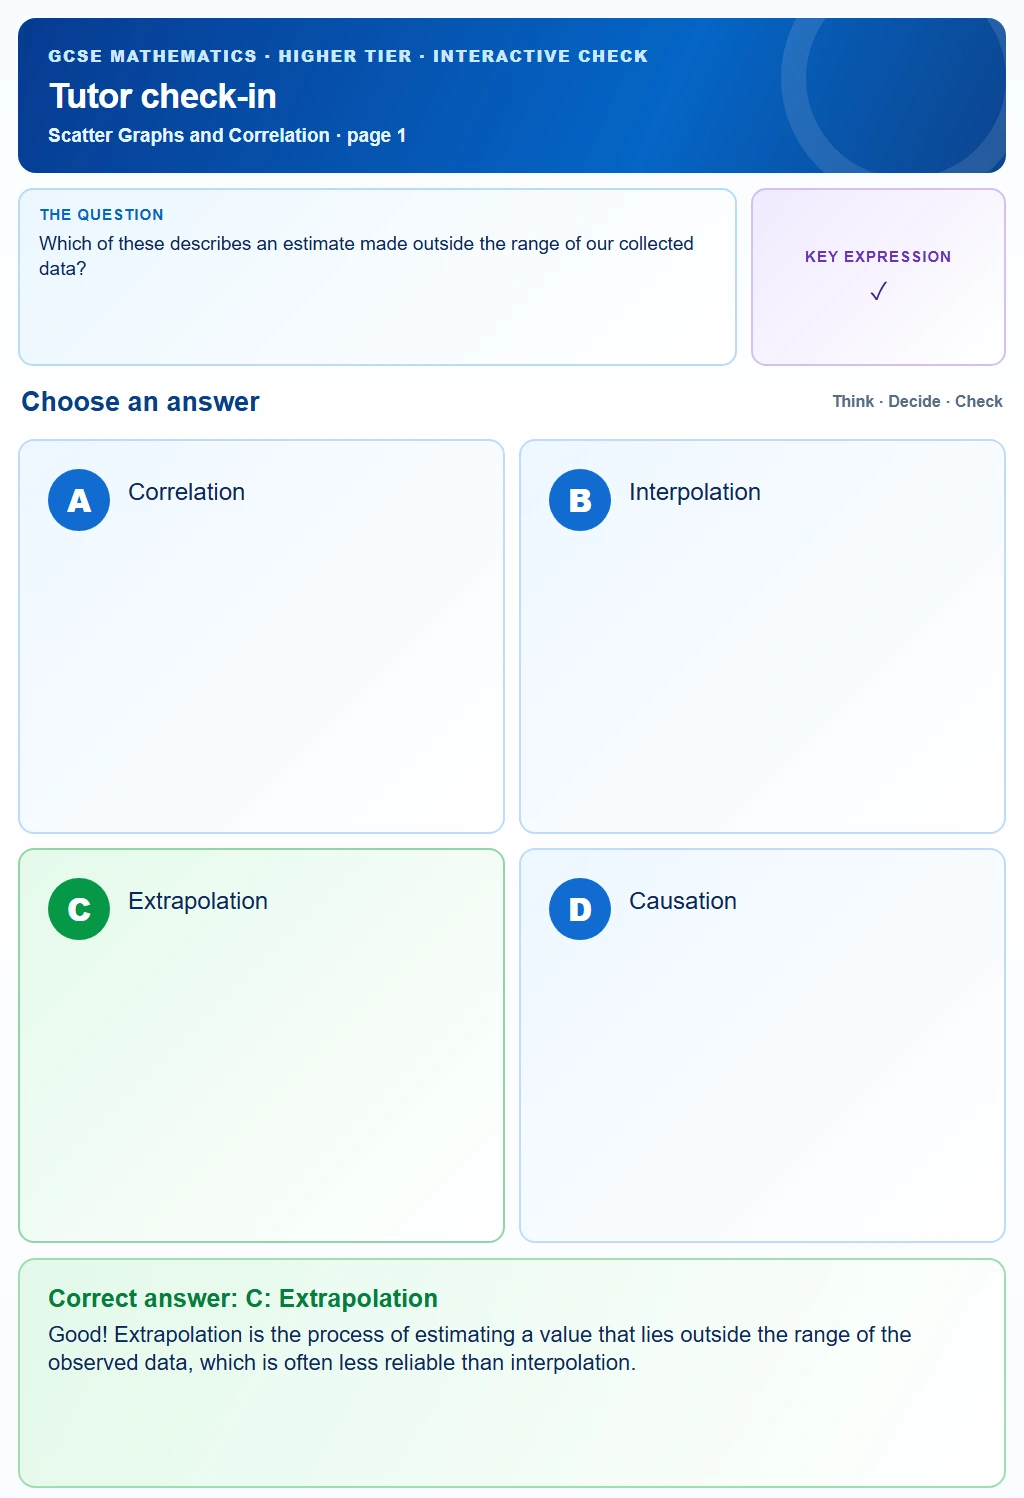 GCSE MATHEMATICS · HIGHER TIER · INTERACTIVE CHECK
Tutor check-in
Scatter Graphs and Correlation · page 1
THE QUESTION
Which of these describes an estimate made outside the range of our collected
data?
KEY EXPRESSION
✓
Choose an answer
Think · Decide · Check
A Correlation
B Interpolation
C Extrapolation
D Causation
Correct answer: C: Extrapolation
Good! Extrapolation is the process of estimating a value that lies outside the range of the
observed data, which is often less reliable than interpolation.